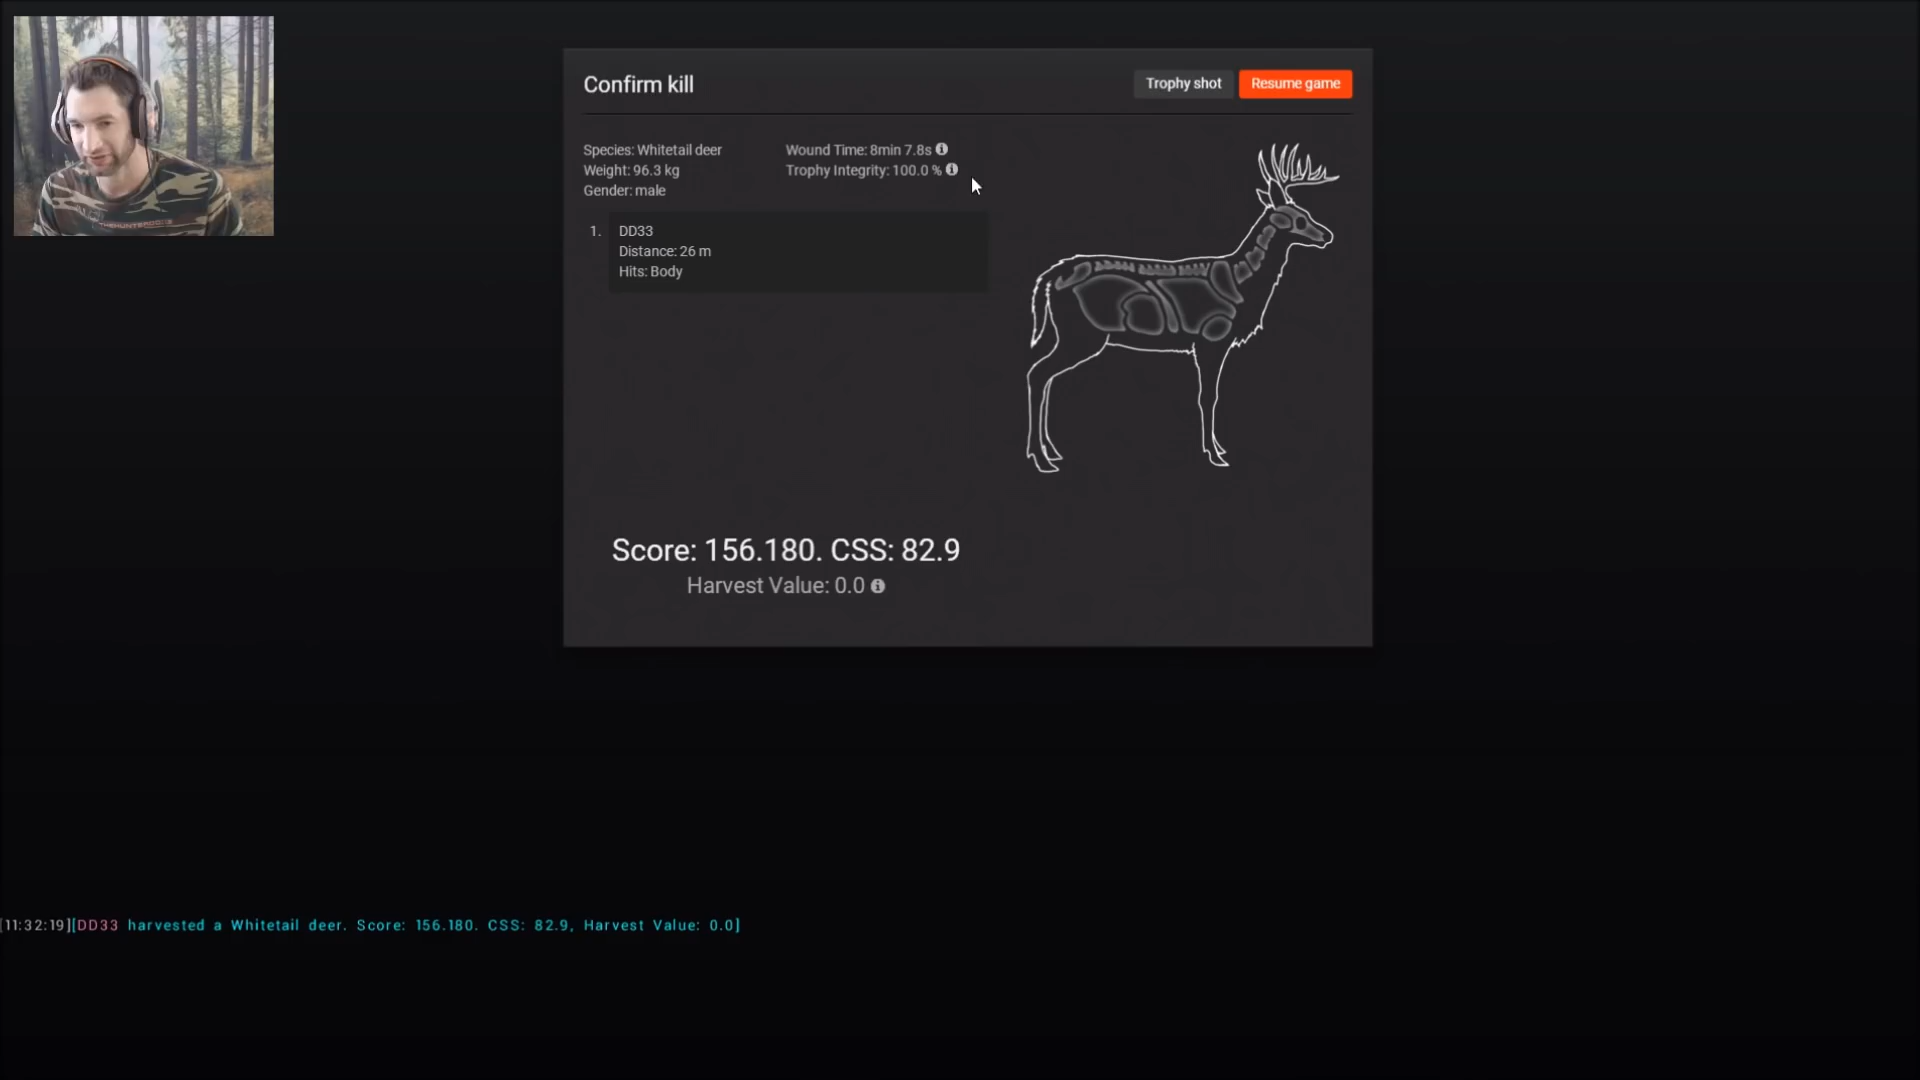 Confirm kill
Trophy shot
Resume game
Species: Whitetail deer
Weight: 96.3 kg
Gender: male
Wound Time: 8min 7.8s
Trophy Integrity: 100.0 %
1.
DD33
Distance: 26 m
Hits: Body
Score: 156.180. CSS: 82.9
Harvest Value: 0.0
[11:32:19][DD33 harvested a Whitetail deer. Score: 156.180. CSS: 82.9, Harvest Value: 0.0]